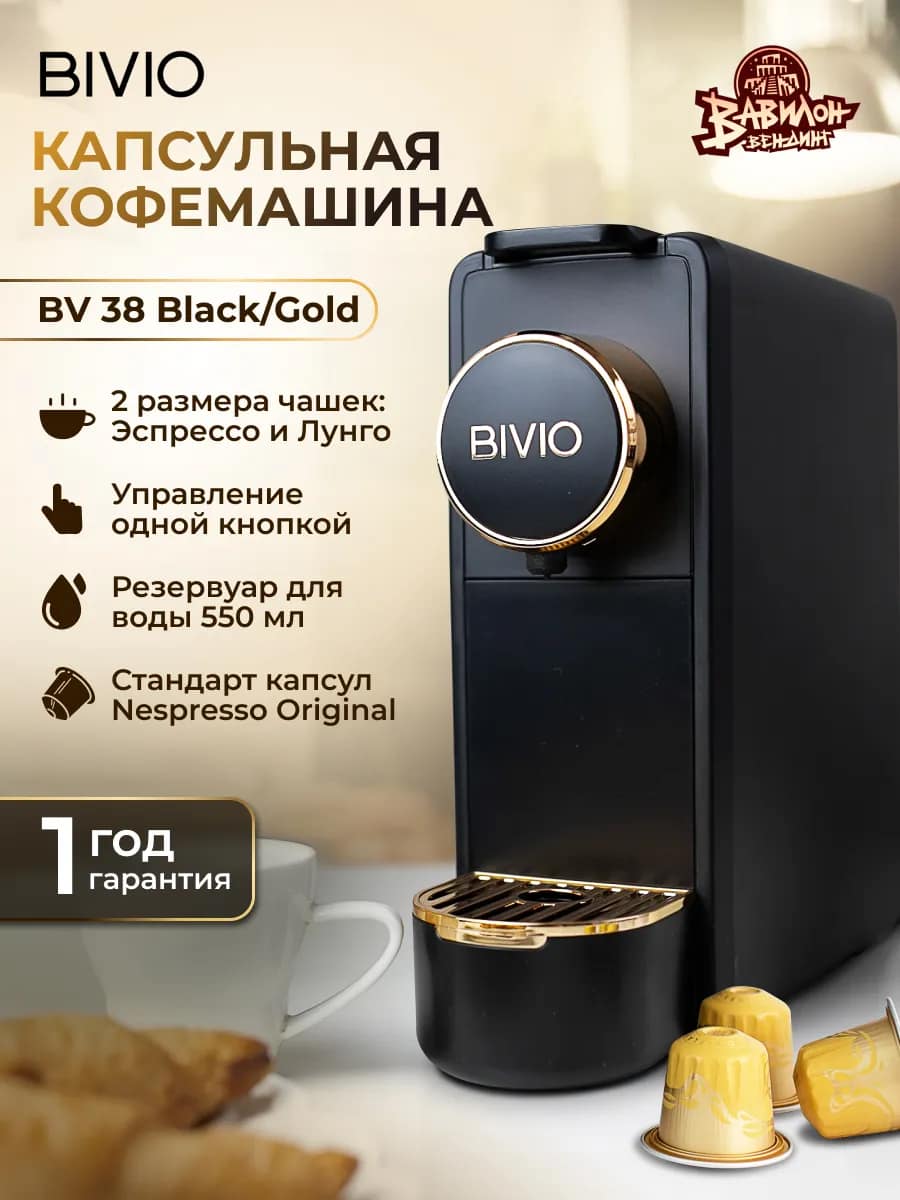 BIVIO
ВАВИЛОН
ВЕНДИНГ
КАПСУЛЬНАЯ
КОФЕМАШИНА
BV 38 Black/Gold
2 размера чашек:
Эспрессо и Лунго
Управление
одной кнопкой
Резервуар для
воды 550 мл
Стандарт капсул
Nespresso Original
BIVIO
1 ГОД
гарантия